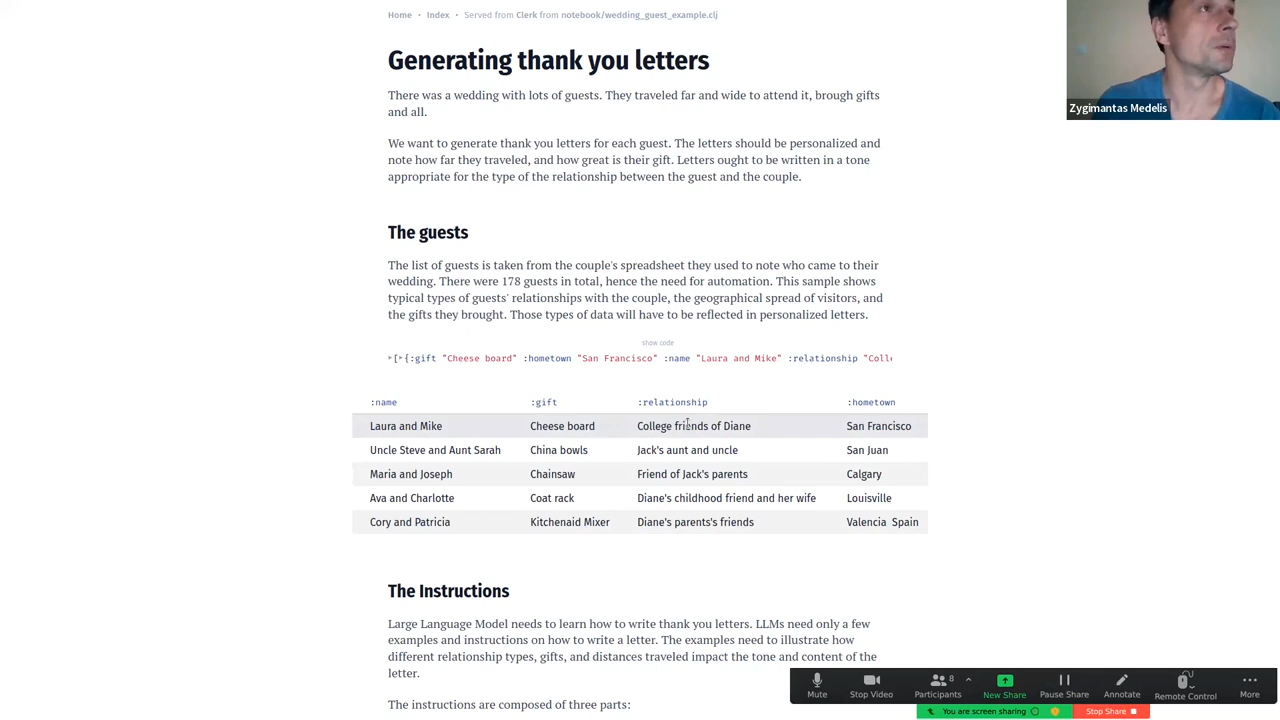 Home • Index • Served from Clerk from notebook/wedding_guest_example.clj
Generating thank you letters
There was a wedding with lots of guests. They traveled far and wide to attend it, brough gifts
and all.
We want to generate thank you letters for each guest. The letters should be personalized and
note how far they traveled, and how great is their gift. Letters ought to be written in a tone
appropriate for the type of the relationship between the guest and the couple.
The guests
The list of guests is taken from the couple's spreadsheet they used to note who came to their
wedding. There were 178 guests in total, hence the need for automation. This sample shows
typical types of guests' relationships with the couple, the geographical spread of visitors, and
the gifts they brought. Those types of data will have to be reflected in personalized letters.
show code
[{:gift "Cheese board" :hometown "San Francisco" :name "Laura and Mike" :relationship "Colle
:name :gift :relationship :hometown
Laura and Mike Cheese board College friends of Diane San Francisco
Uncle Steve and Aunt Sarah China bowls Jack's aunt and uncle San Juan
Maria and Joseph Chainsaw Friend of Jack's parents Calgary
Ava and Charlotte Coat rack Diane's childhood friend and her wife Louisville
Cory and Patricia Kitchenaid Mixer Diane's parents's friends Valencia Spain
The Instructions
Large Language Model needs to learn how to write thank you letters. LLMs need only a few
examples and instructions on how to write a letter. The examples need to illustrate how
different relationship types, gifts, and distances traveled impact the tone and content of the
letter.
The instructions are composed of three parts:
Zygimantas Medelis
Mute Stop Video Participants 8 New Share Pause Share Annotate Remote Control More
You are screen sharing Stop Share